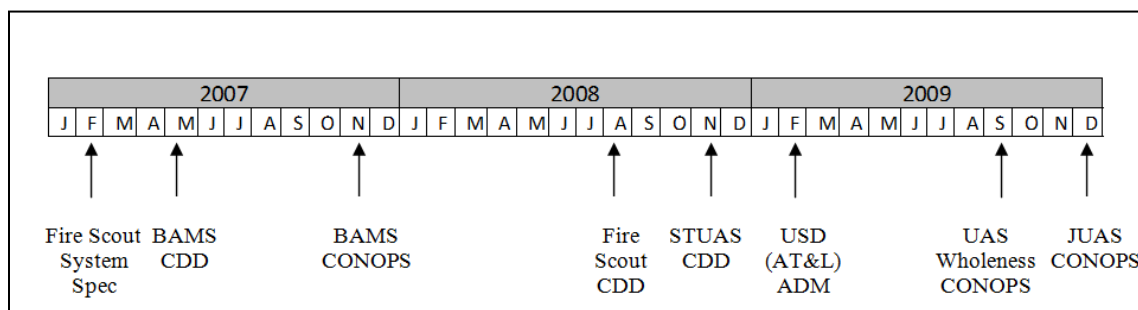 2007 2008 2009
J F M A M J J A S O N D J F M A M J J A S O N D J F M A M J J A S O N D
Fire Scout
System
Spec
BAMS
CDD
BAMS
CONOPS
Fire
Scout
CDD
STUAS
CDD
USD
(AT&L)
ADM
UAS
Wholeness
CONOPS
JUAS
CONOPS